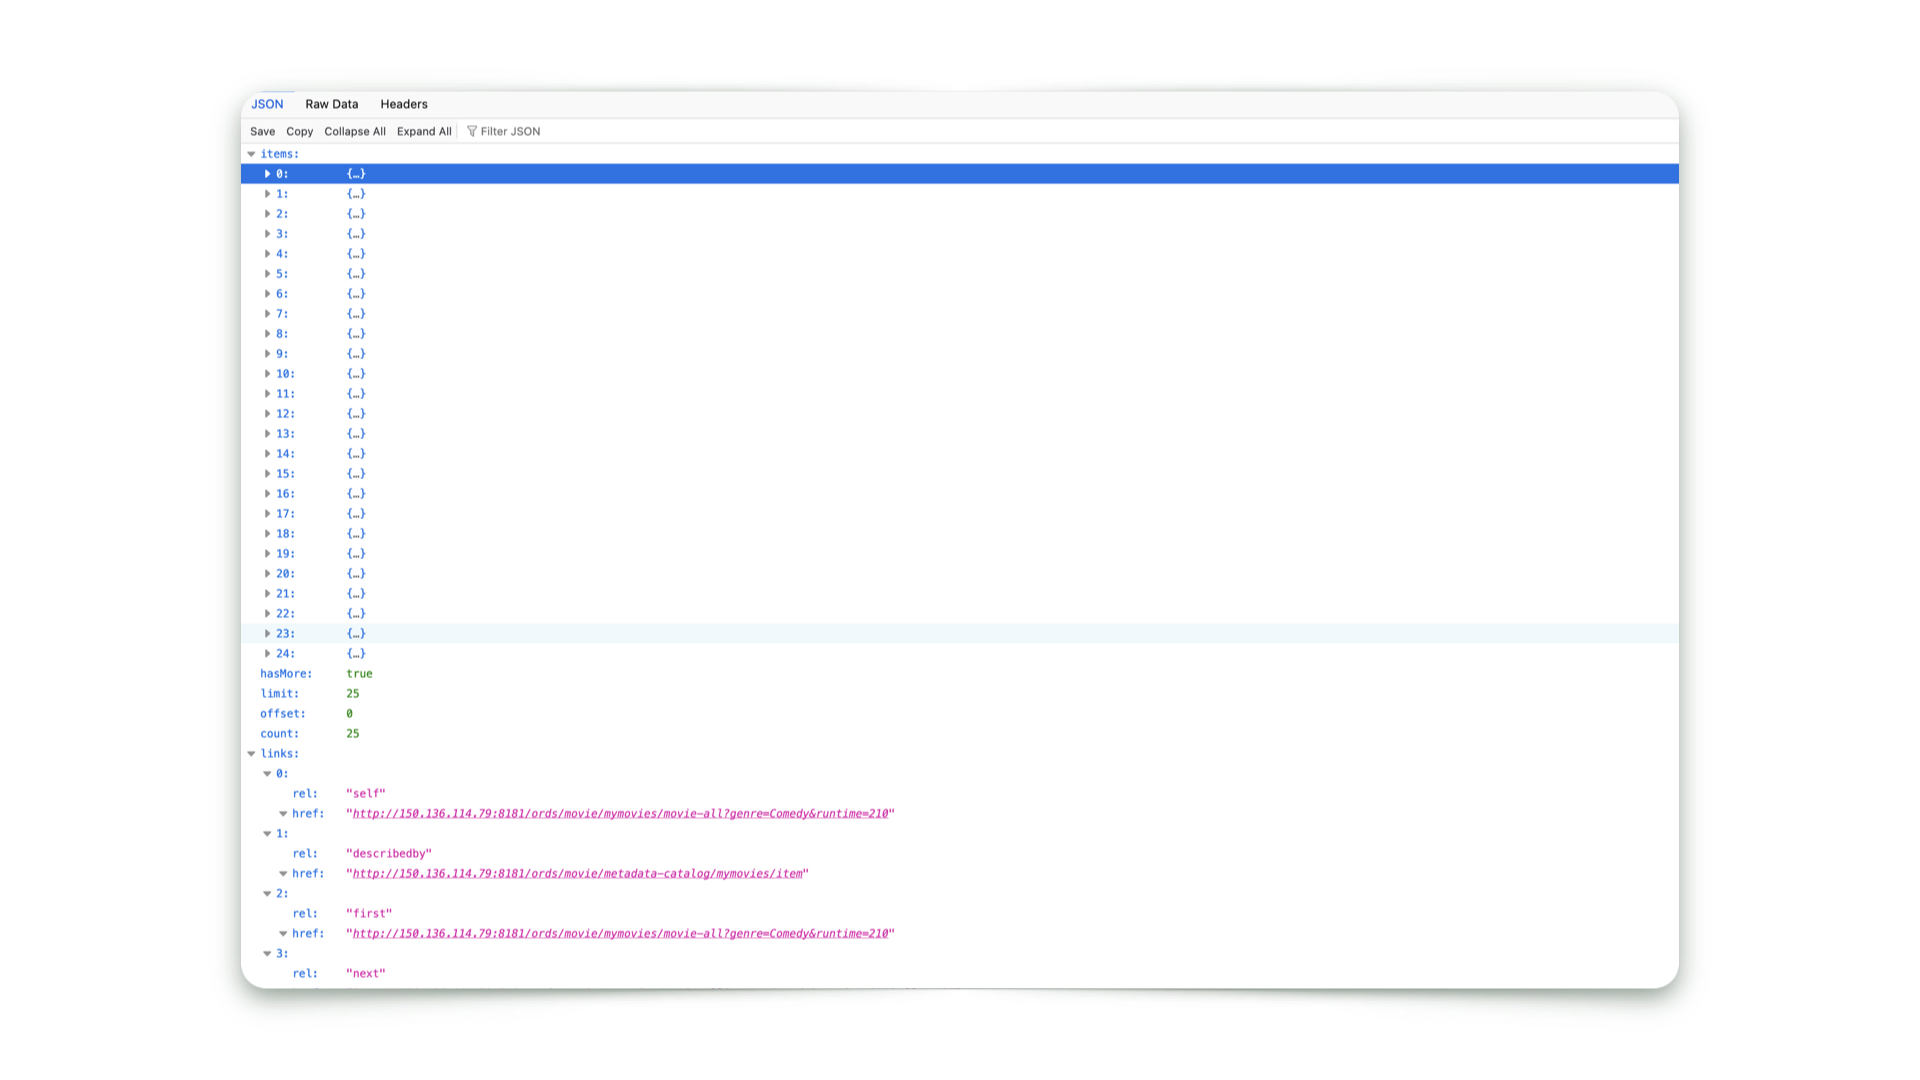 JSON Raw Data Headers
Save Copy Collapse All Expand All Filter JSON
items:
0: {…}
1: {…}
2: {…}
3: {…}
4: {…}
5: {…}
6: {…}
7: {…}
8: {…}
9: {…}
10: {…}
11: {…}
12: {…}
13: {…}
14: {…}
15: {…}
16: {…}
17: {…}
18: {…}
19: {…}
20: {…}
21: {…}
22: {…}
23: {…}
24: {…}
hasMore: true
limit: 25
offset: 0
count: 25
links:
0:
rel: "self"
href: "http://150.136.114.79:8181/ords/movie/mymovies/movie-all?genre=Comedy&runtime=210"
1:
rel: "describedby"
href: "http://150.136.114.79:8181/ords/movie/metadata-catalog/mymovies/item"
2:
rel: "first"
href: "http://150.136.114.79:8181/ords/movie/mymovies/movie-all?genre=Comedy&runtime=210"
3:
rel: "next"